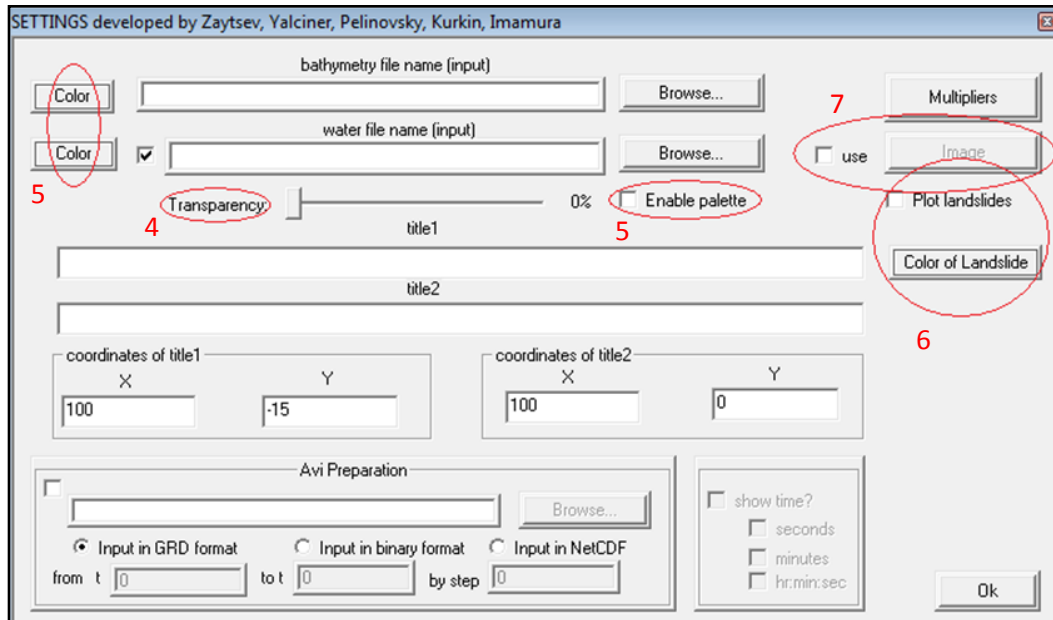 SETTINGS developed by Zaytsev, Yalciner, Pelinovsky, Kurkin, Imamura
bathymetry file name (input)
Color
Browse...
7
Multipliers
water file name (input)
Color
Browse...
use
Image
5
Transparency:
0%
Enable palette
Plot landslides
4
5
title1
Color of Landslide
title2
6
coordinates of title1
X
Y
100
-15
coordinates of title2
X
Y
100
0
Avi Preparation
Browse...
Input in GRD format
Input in binary format
Input in NetCDF
from t
0
to t
0
by step
0
show time?
seconds
minutes
hr:min:sec
Ok